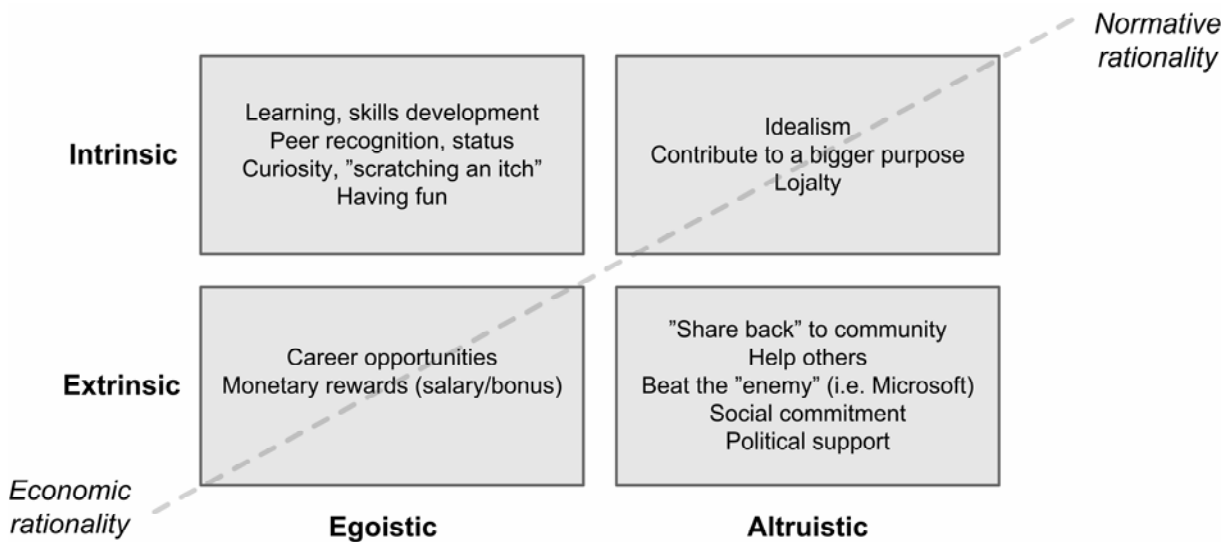 Normative
rationality
Intrinsic
Learning, skills development
Peer recognition, status
Curiosity, ”scratching an itch”
Having fun
Idealism
Contribute to a bigger purpose
Lojalty
Extrinsic
Career opportunities
Monetary rewards (salary/bonus)
”Share back” to community
Help others
Beat the ”enemy” (i.e. Microsoft)
Social commitment
Political support
Economic
rationality
Egoistic
Altruistic